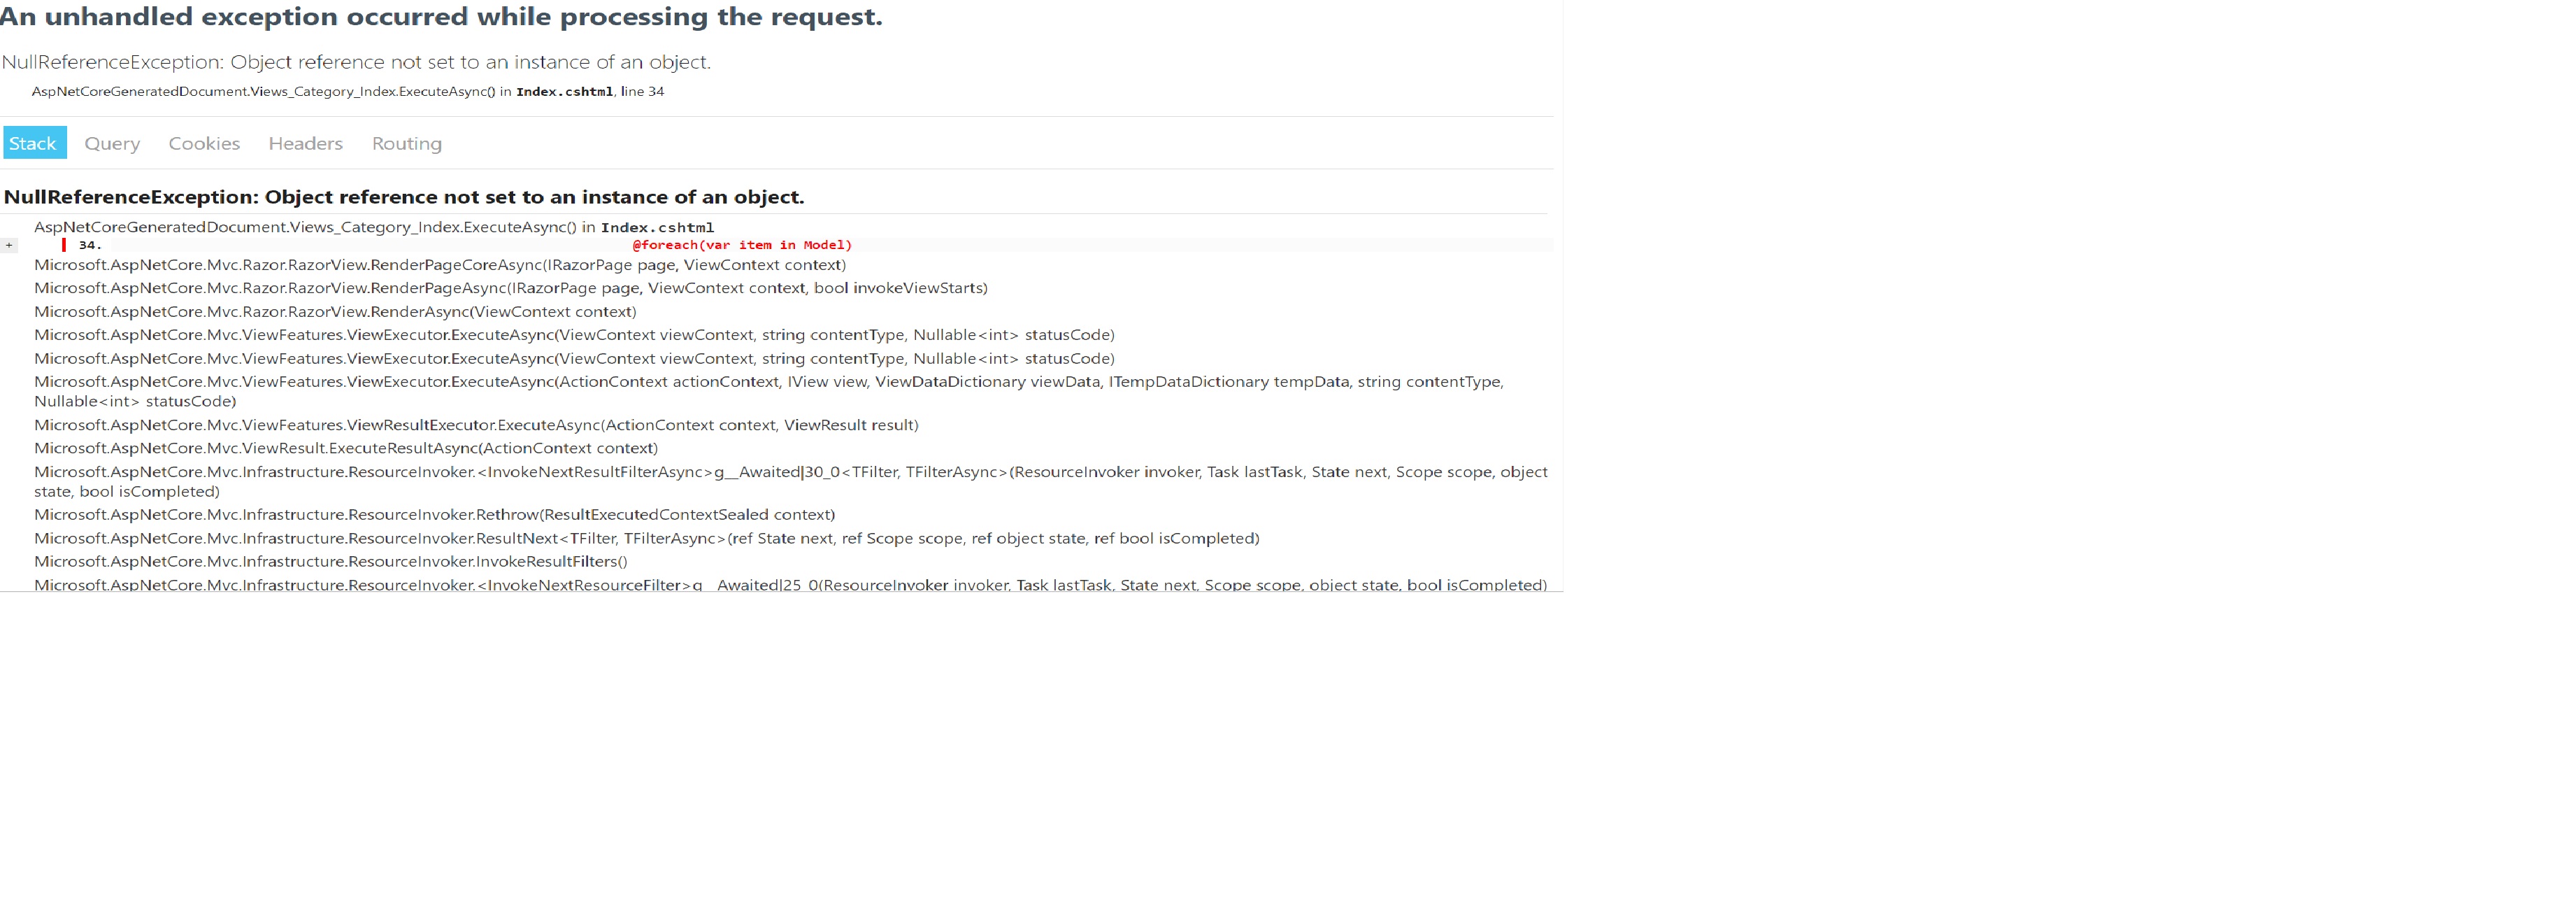 An unhandled exception occurred while processing the request.
NullReferenceException: Object reference not set to an instance of an object.
AspNetCoreGeneratedDocument.Views_Category_Index.ExecuteAsync() in Index.cshtml, line 34
Stack Query Cookies Headers Routing
NullReferenceException: Object reference not set to an instance of an object.
AspNetCoreGeneratedDocument.Views_Category_Index.ExecuteAsync() in Index.cshtml
+ 34. @foreach(var item in Model)
Microsoft.AspNetCore.Mvc.Razor.RazorView.RenderPageCoreAsync(IRazorPage page, ViewContext context)
Microsoft.AspNetCore.Mvc.Razor.RazorView.RenderPageAsync(IRazorPage page, ViewContext context, bool invokeViewStarts)
Microsoft.AspNetCore.Mvc.Razor.RazorView.RenderAsync(ViewContext context)
Microsoft.AspNetCore.Mvc.ViewFeatures.ViewExecutor.ExecuteAsync(ViewContext viewContext, string contentType, Nullable<int> statusCode)
Microsoft.AspNetCore.Mvc.ViewFeatures.ViewExecutor.ExecuteAsync(ViewContext viewContext, string contentType, Nullable<int> statusCode)
Microsoft.AspNetCore.Mvc.ViewFeatures.ViewExecutor.ExecuteAsync(ActionContext actionContext, IView view, ViewDataDictionary viewData, ITempDataDictionary tempData, string contentType,
Nullable<int> statusCode)
Microsoft.AspNetCore.Mvc.ViewFeatures.ViewResultExecutor.ExecuteAsync(ActionContext context, ViewResult result)
Microsoft.AspNetCore.Mvc.ViewResult.ExecuteResultAsync(ActionContext context)
Microsoft.AspNetCore.Mvc.Infrastructure.ResourceInvoker.<InvokeNextResultFilterAsync>g__Awaited|30_0<TFilter, TFilterAsync>(ResourceInvoker invoker, Task lastTask, State next, Scope scope, object
state, bool isCompleted)
Microsoft.AspNetCore.Mvc.Infrastructure.ResourceInvoker.Rethrow(ResultExecutedContextSealed context)
Microsoft.AspNetCore.Mvc.Infrastructure.ResourceInvoker.ResultNext<TFilter, TFilterAsync>(ref State next, ref Scope scope, ref object state, ref bool isCompleted)
Microsoft.AspNetCore.Mvc.Infrastructure.ResourceInvoker.InvokeResultFilters()
Microsoft.AspNetCore.Mvc.Infrastructure.ResourceInvoker.<InvokeNextResourceFilter>g__Awaited|25_0(ResourceInvoker invoker, Task lastTask, State next, Scope scope, object state, bool isCompleted)